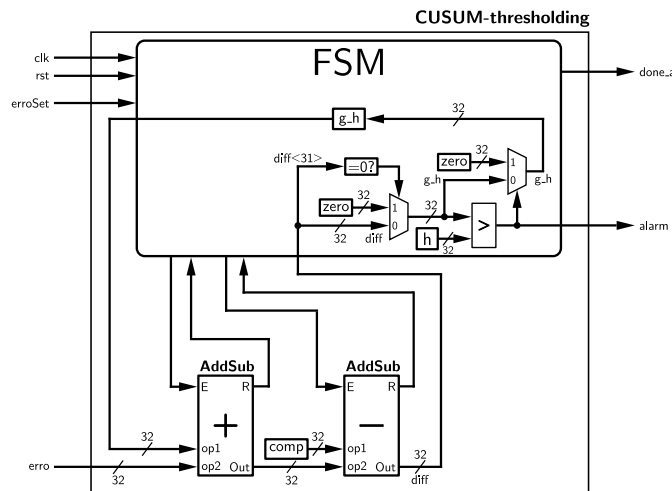 CUSUM-thresholding
clk
rst
erroSet
FSM
done_a
g_h
32
diff<31>
=0?
zero
32
1
0
g_h
g_h
zero
32
1
0
32
diff
32
h
32
>
alarm
AddSub
E
R
+
op1
op2
Out
AddSub
E
R
−
op1
op2
Out
32
comp
32
erro
32
32
32
diff